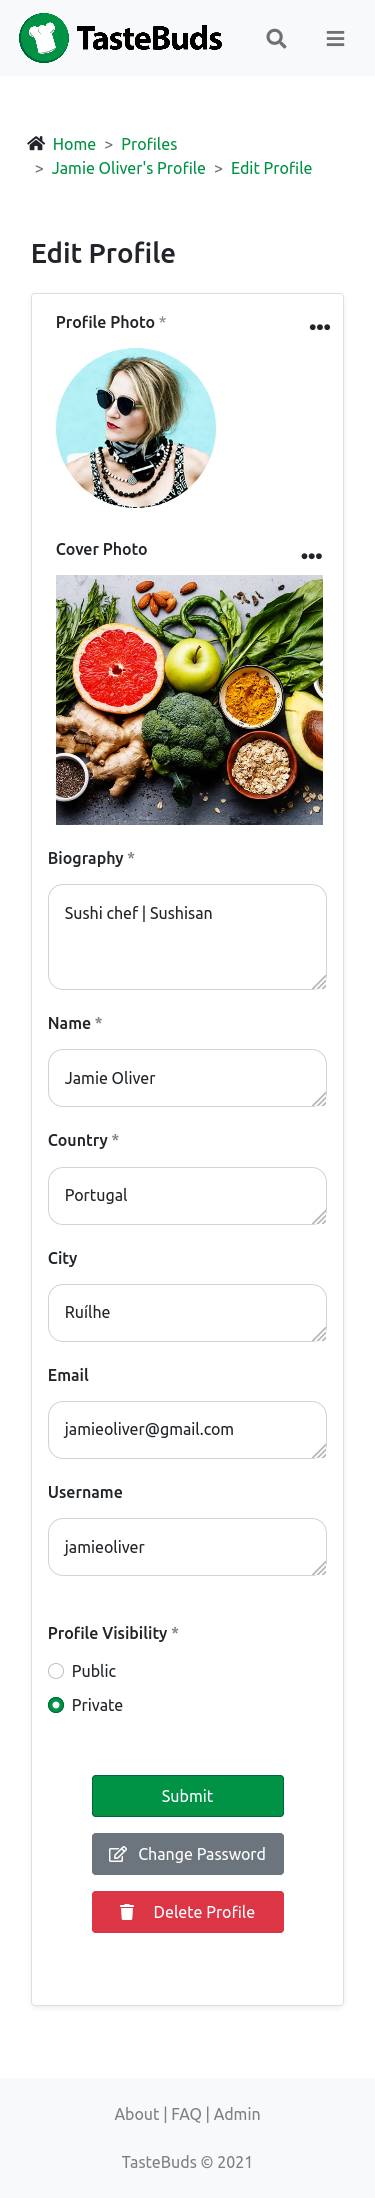 TasteBuds
Home > Profiles
> Jamie Oliver's Profile > Edit Profile
Edit Profile
Profile Photo *
Cover Photo
Biography *
Sushi chef | Sushisan
Name *
Jamie Oliver
Country *
Portugal
City
Ruílhe
Email
jamieoliver@gmail.com
Username
jamieoliver
Profile Visibility *
Public
Private
Submit
Change Password
Delete Profile
About | FAQ | Admin
TasteBuds © 2021